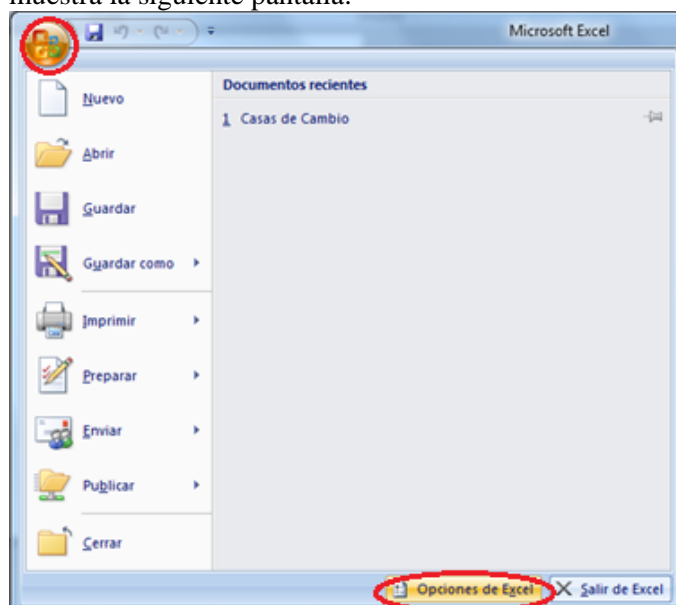 muestra la siguiente pantalla:
Microsoft Excel
Nuevo
Abrir
Guardar
Guardar como
Imprimir
Preparar
Enviar
Publicar
Cerrar
Documentos recientes
1 Casas de Cambio
Opciones de Excel
Salir de Excel